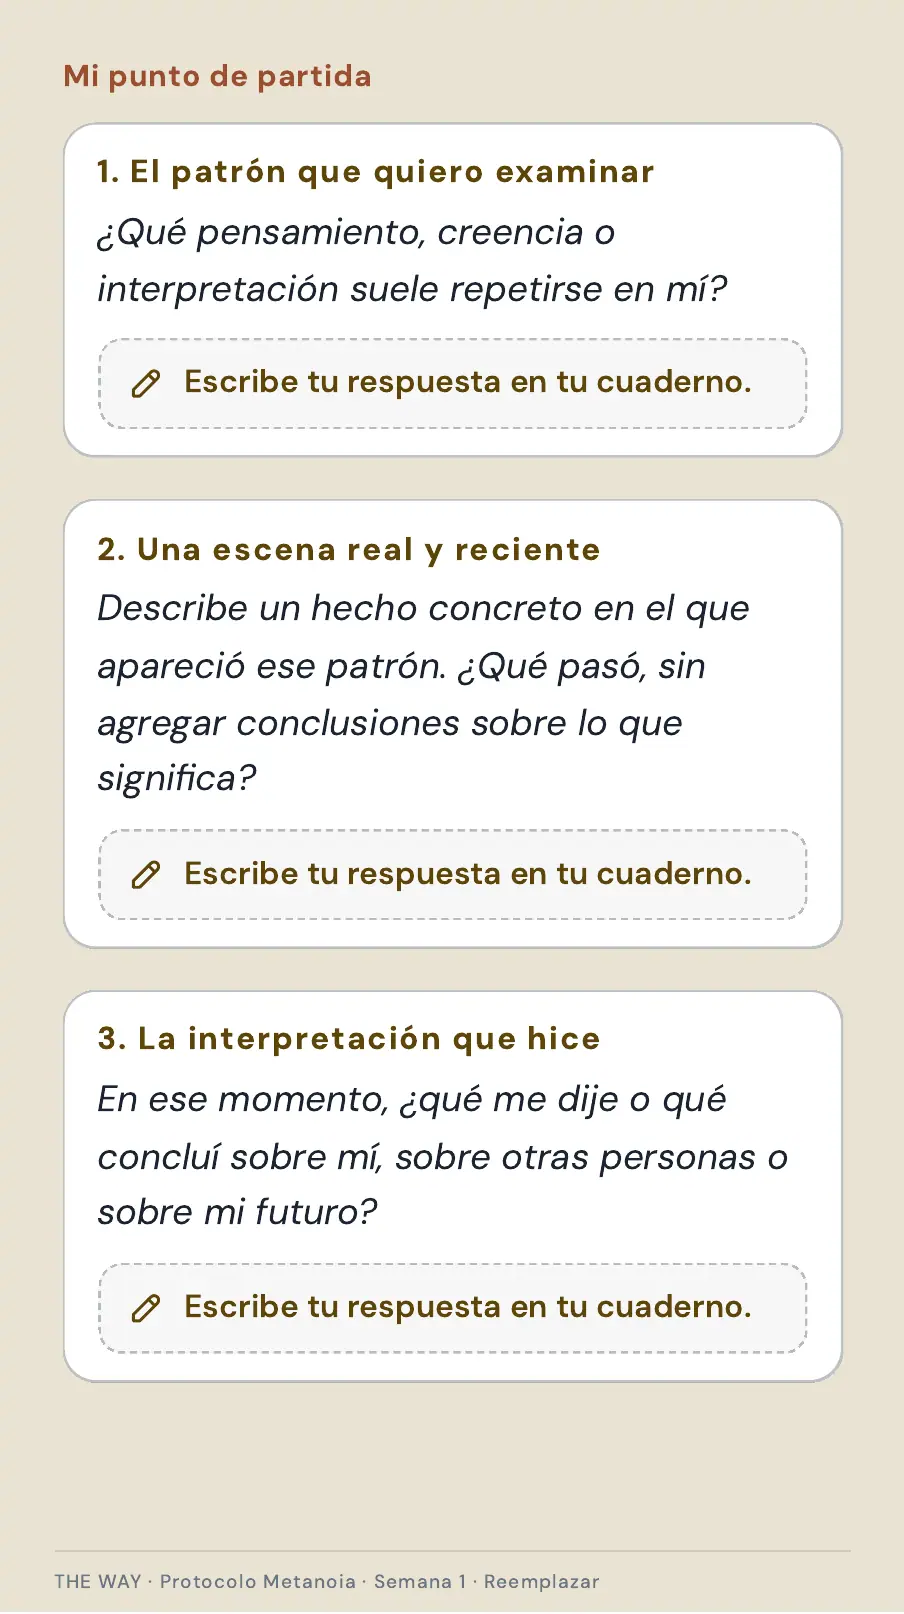 Mi punto de partida
1. El patrón que quiero examinar
¿Qué pensamiento, creencia o
interpretación suele repetirse en mí?
Escribe tu respuesta en tu cuaderno.
2. Una escena real y reciente
Describe un hecho concreto en el que
apareció ese patrón. ¿Qué pasó, sin
agregar conclusiones sobre lo que
significa?
Escribe tu respuesta en tu cuaderno.
3. La interpretación que hice
En ese momento, ¿qué me dije o qué
concluí sobre mí, sobre otras personas o
sobre mi futuro?
Escribe tu respuesta en tu cuaderno.
THE WAY · Protocolo Metanoia · Semana 1 · Reemplazar